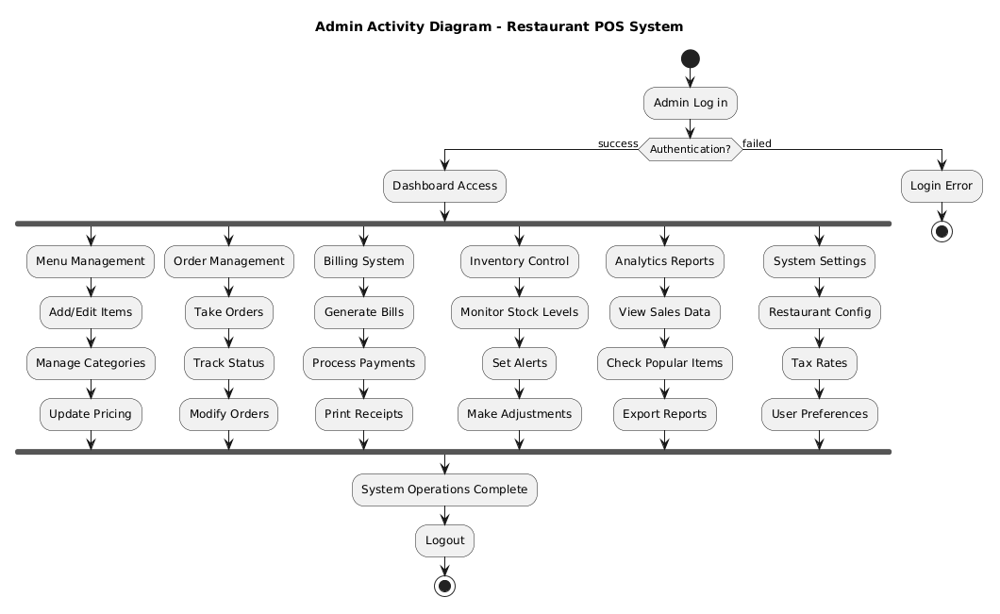 Admin Activity Diagram - Restaurant POS System
Admin Log in
success
Authentication?
failed
Dashboard Access
Login Error
Menu Management
Order Management
Billing System
Inventory Control
Analytics Reports
System Settings
Add/Edit Items
Take Orders
Generate Bills
Monitor Stock Levels
View Sales Data
Restaurant Config
Manage Categories
Track Status
Process Payments
Set Alerts
Check Popular Items
Tax Rates
Update Pricing
Modify Orders
Print Receipts
Make Adjustments
Export Reports
User Preferences
System Operations Complete
Logout